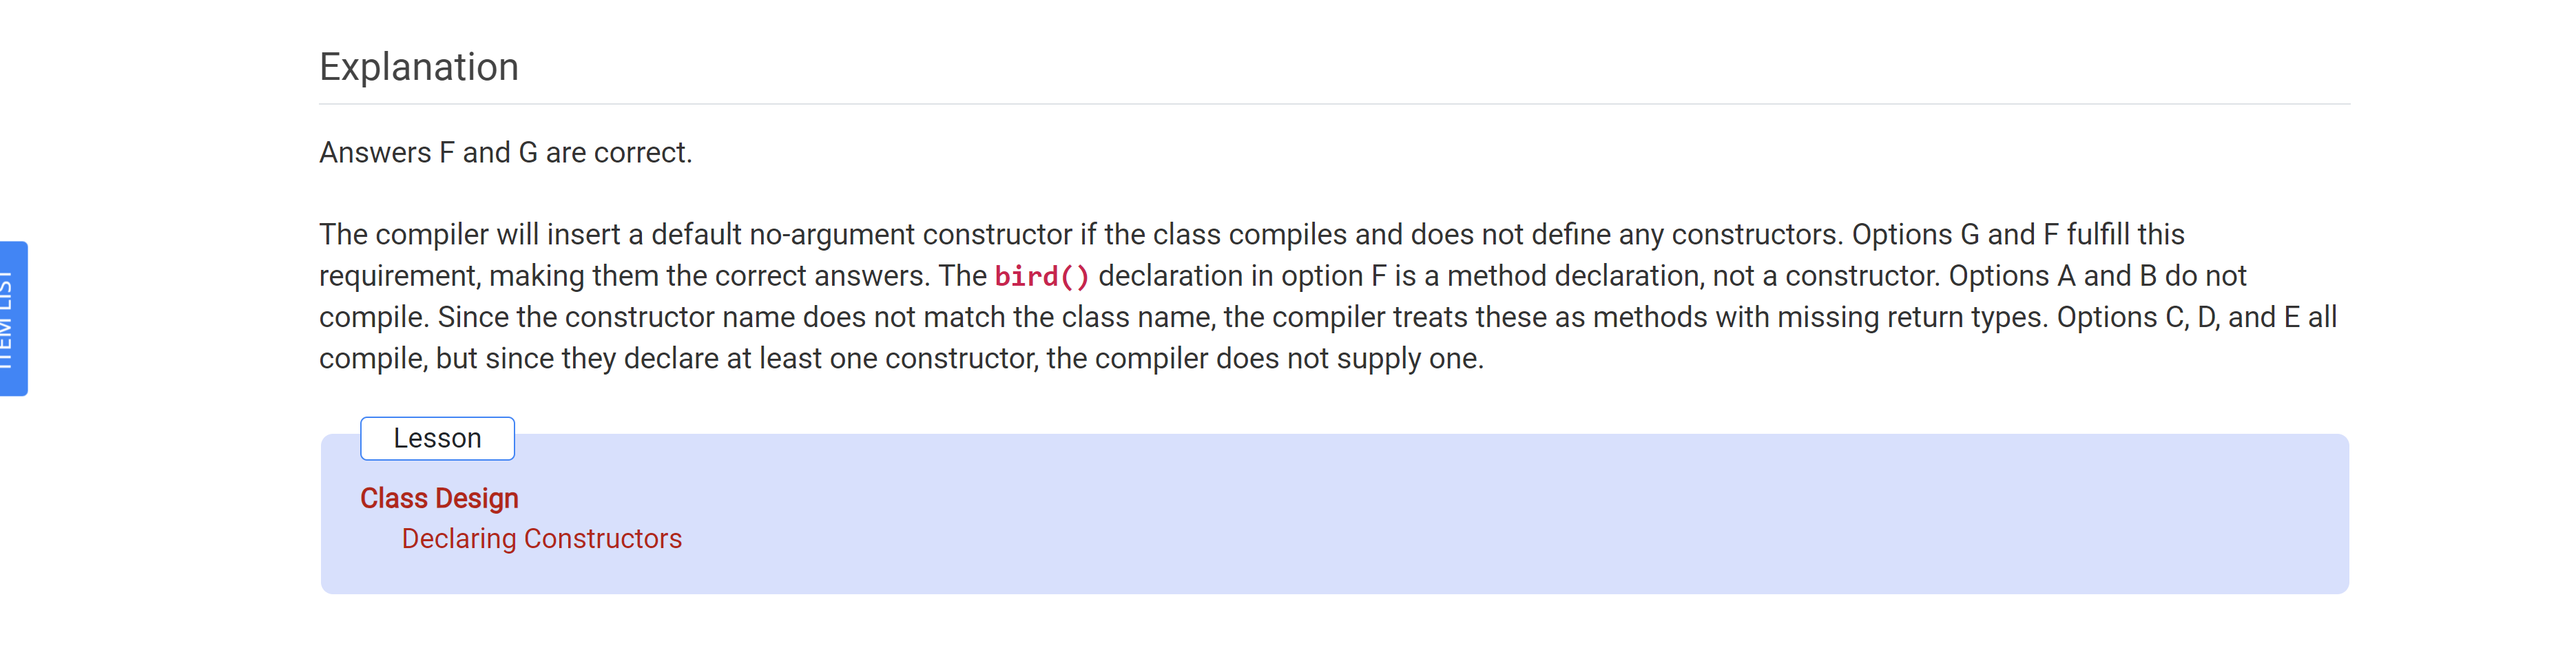 Explanation
Answers F and G are correct.
The compiler will insert a default no-argument constructor if the class compiles and does not define any constructors. Options G and F fulfill this
requirement, making them the correct answers. The bird() declaration in option F is a method declaration, not a constructor. Options A and B do not
compile. Since the constructor name does not match the class name, the compiler treats these as methods with missing return types. Options C, D, and E all
compile, but since they declare at least one constructor, the compiler does not supply one.
ITEM LIST
Lesson
Class Design
Declaring Constructors